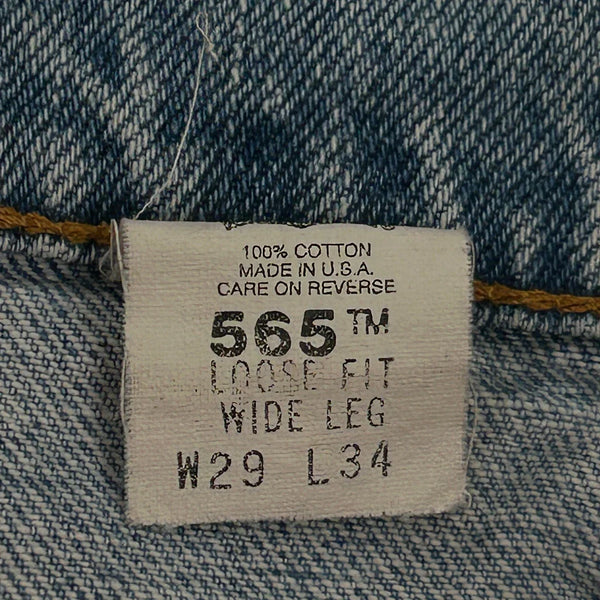 100% COTTON
MADE IN U.S.A.
CARE ON REVERSE
565™
LOOSE FIT
WIDE LEG
W29 L34